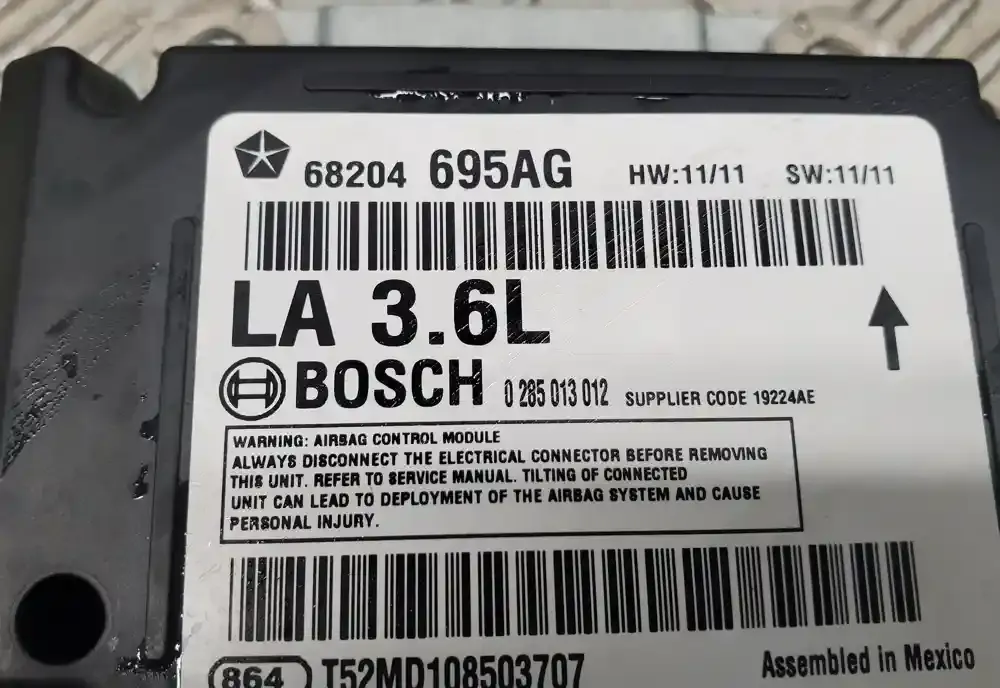 68204 695AG HW:11/11 SW:11/11
LA 3.6L
BOSCH 0 285 013 012 SUPPLIER CODE 19224AE
WARNING: AIRBAG CONTROL MODULE
ALWAYS DISCONNECT THE ELECTRICAL CONNECTOR BEFORE REMOVING
THIS UNIT. REFER TO SERVICE MANUAL. TILTING OF CONNECTED
UNIT CAN LEAD TO DEPLOYMENT OF THE AIRBAG SYSTEM AND CAUSE
PERSONAL INJURY.
864 T52MD108503707 Assembled in Mexico